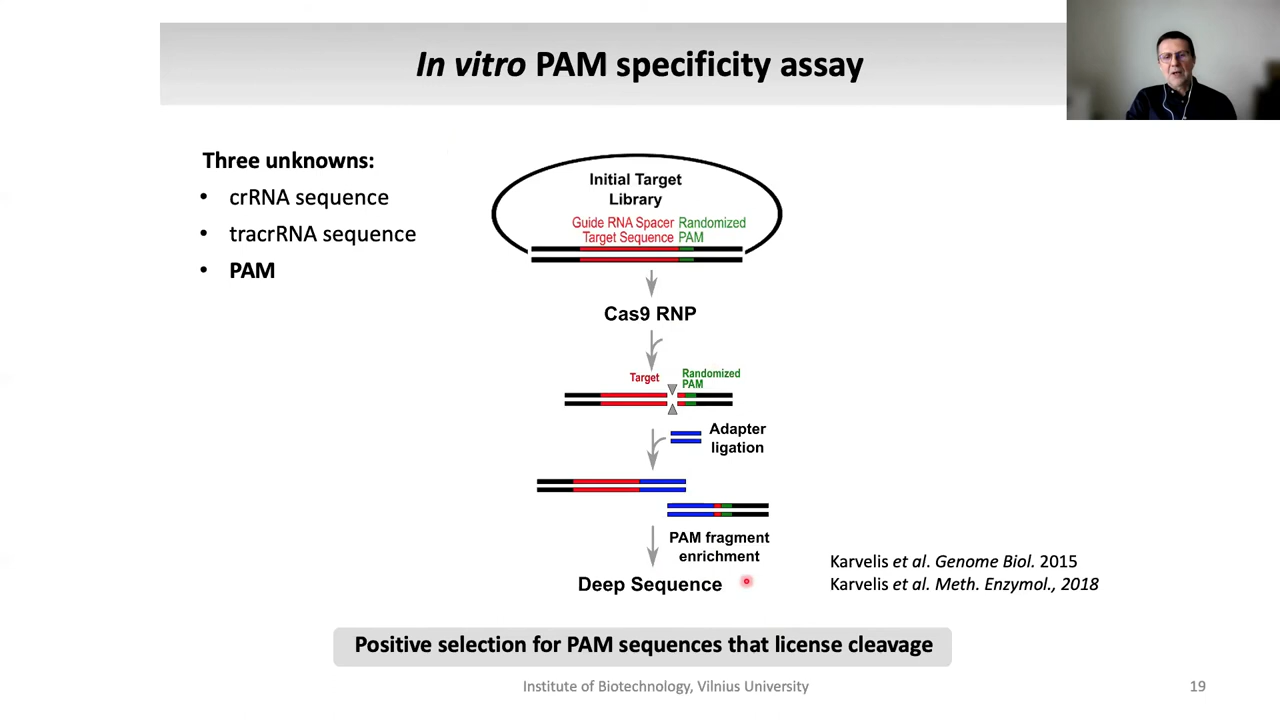 In vitro PAM specificity assay
Three unknowns:
• crRNA sequence
• tracrRNA sequence
• PAM
Initial Target
Library
Guide RNA Spacer Randomized
Target Sequence PAM
Cas9 RNP
Target
Randomized
PAM
Adapter
ligation
PAM fragment
enrichment
Deep Sequence
Karvelis et al. Genome Biol. 2015
Karvelis et al. Meth. Enzymol., 2018
Positive selection for PAM sequences that license cleavage
Institute of Biotechnology, Vilnius University
19